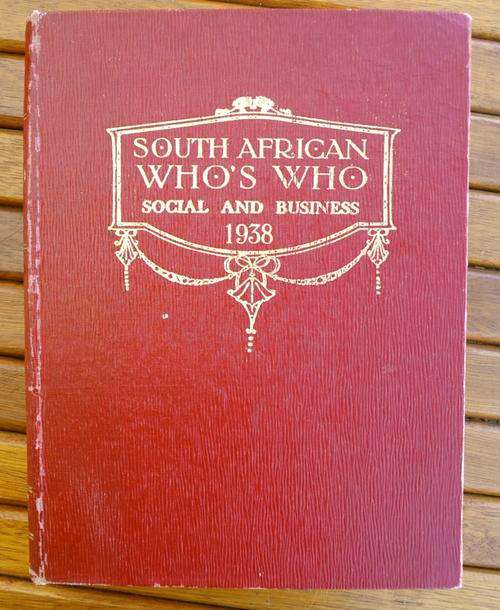 SOUTH AFRICAN
WHO'S WHO
SOCIAL AND BUSINESS
1938